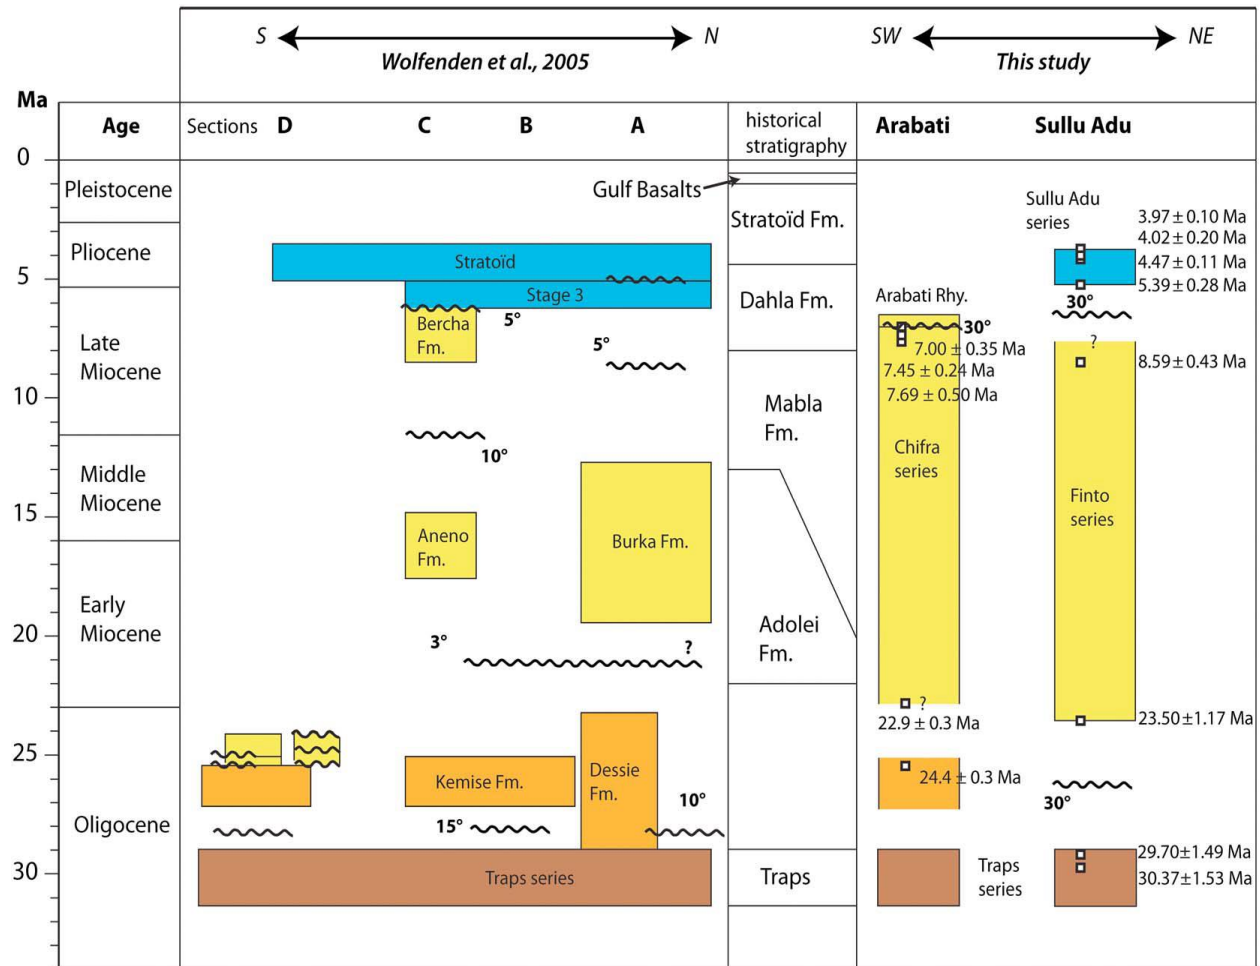 S N SW NE
Wolfenden et al., 2005 This study
Ma
Age Sections D C B A historical
stratigraphy Arabati Sullu Adu
0
Pleistocene
Gulf Basalts
Sullu Adu
series
3.97±0.10 Ma
Stratoïd Fm.
4.02±0.20 Ma
Pliocene
Stratoïd
4.47±0.11 Ma
5
5.39±0.28 Ma
Stage 3
Dahla Fm.
Arabati Rhy.
30°
Bercha
Fm.
5°
30°
Late
Miocene
5°
?
7.00 ± 0.35 Ma
8.59±0.43 Ma
7.45 ± 0.24 Ma
7.69 ± 0.50 Ma
10
Mabla
Fm.
10°
Chifra
series
Middle
Miocene
Finto
series
15
Aneno
Fm.
Burka Fm.
Early
Miocene
20
3°
?
Adolei
Fm.
?
22.9 ± 0.3 Ma
23.50±1.17 Ma
25
Kemise Fm.
Dessie
Fm.
24.4 ± 0.3 Ma
10°
30°
Oligocene
15°
29.70±1.49 Ma
30
Traps series
Traps
Traps
series
30.37±1.53 Ma